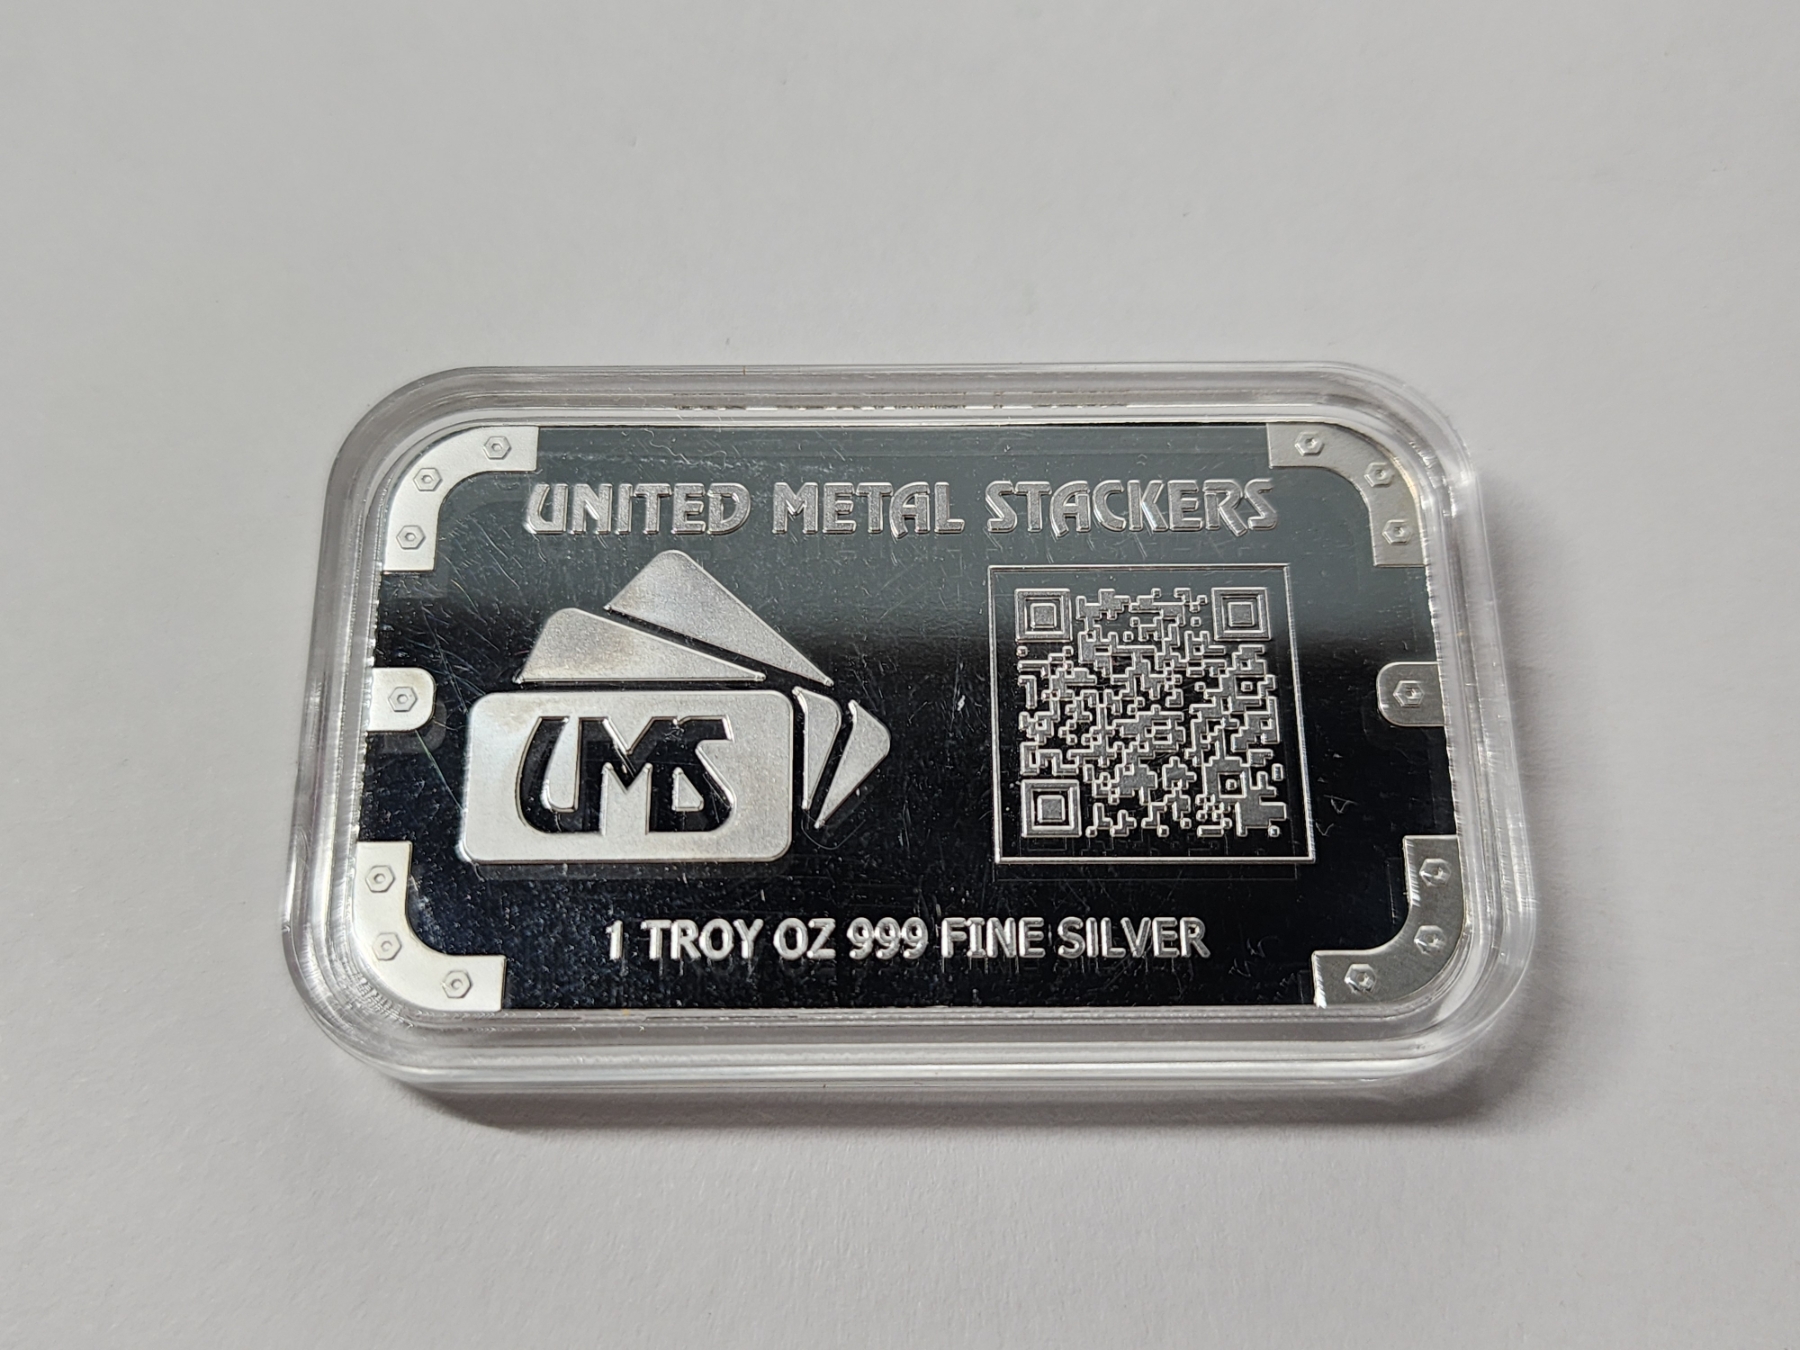 UNITED METAL STACKERS
UMS
1 TROY OZ 999 FINE SILVER